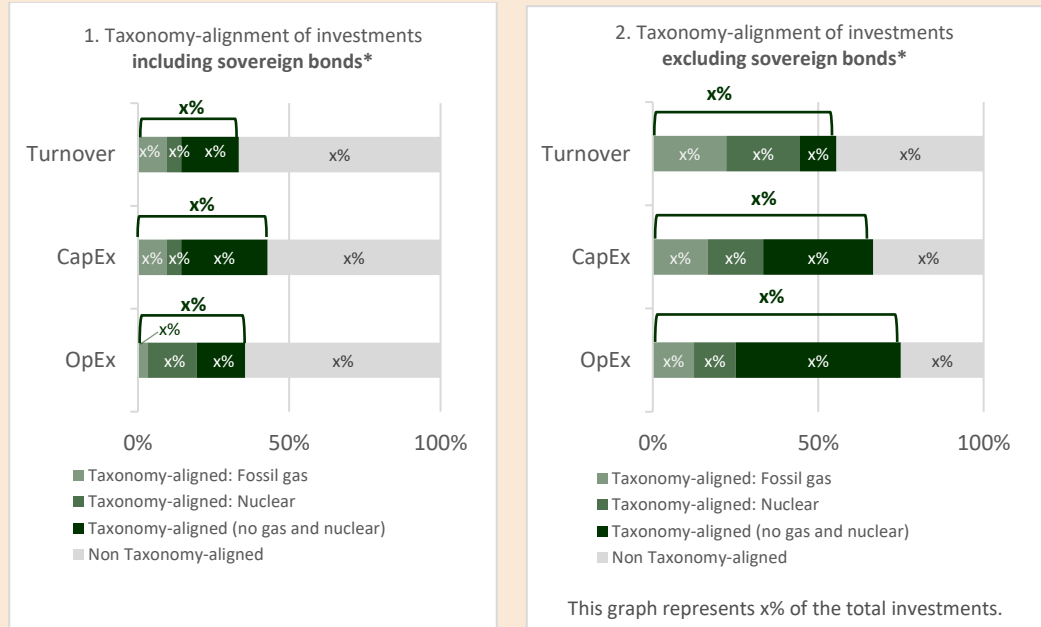 1. Taxonomy-alignment of investments
including sovereign bonds*
x%
Turnover
x% x% x% x%
x%
CapEx
x% x% x% x%
x%
x%
OpEx
x% x% x%
0% 50% 100%
Taxonomy-aligned: Fossil gas
Taxonomy-aligned: Nuclear
Taxonomy-aligned (no gas and nuclear)
Non Taxonomy-aligned
2. Taxonomy-alignment of investments
excluding sovereign bonds*
x%
Turnover
x% x% x% x%
x%
CapEx
x% x% x% x%
x%
OpEx
x% x% x% x%
0% 50% 100%
Taxonomy-aligned: Fossil gas
Taxonomy-aligned: Nuclear
Taxonomy-aligned (no gas and nuclear)
Non Taxonomy-aligned
This graph represents x% of the total investments.